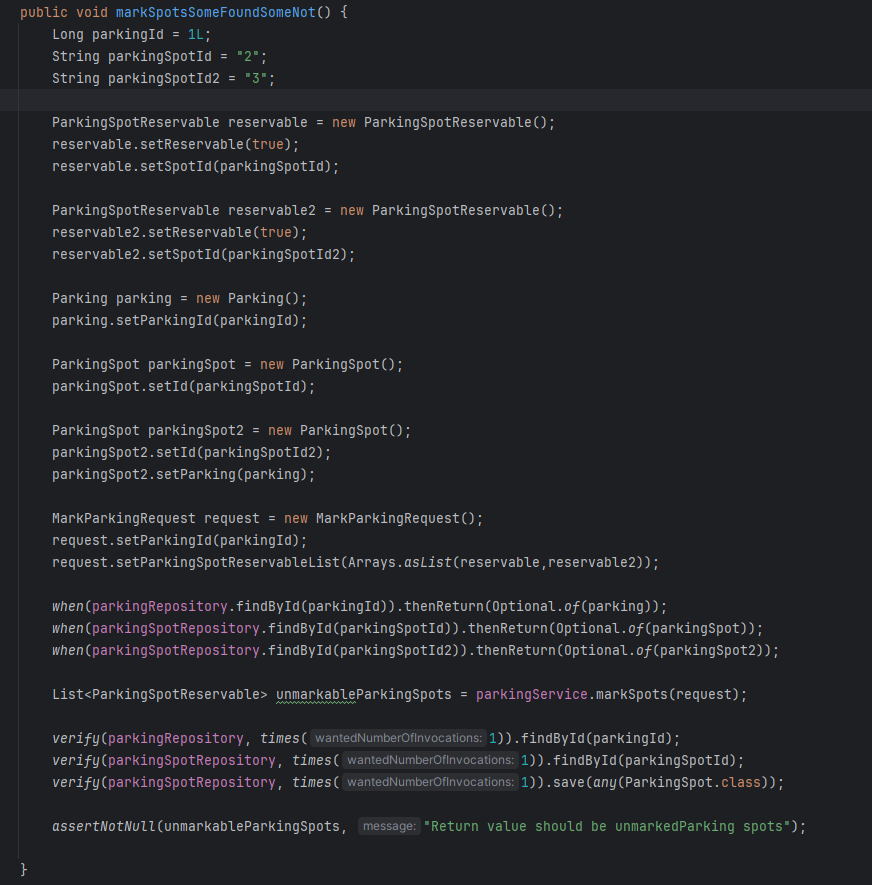 public void markSpotsSomeFoundSomeNot() {
    Long parkingId = 1L;
    String parkingSpotId = "2";
    String parkingSpotId2 = "3";

    ParkingSpotReservable reservable = new ParkingSpotReservable();
    reservable.setReservable(true);
    reservable.setSpotId(parkingSpotId);

    ParkingSpotReservable reservable2 = new ParkingSpotReservable();
    reservable2.setReservable(true);
    reservable2.setSpotId(parkingSpotId2);

    Parking parking = new Parking();
    parking.setParkingId(parkingId);

    ParkingSpot parkingSpot = new ParkingSpot();
    parkingSpot.setId(parkingSpotId);

    ParkingSpot parkingSpot2 = new ParkingSpot();
    parkingSpot2.setId(parkingSpotId2);
    parkingSpot2.setParking(parking);

    MarkParkingRequest request = new MarkParkingRequest();
    request.setParkingId(parkingId);
    request.setParkingSpotReservableList(Arrays.asList(reservable,reservable2));

    when(parkingRepository.findById(parkingId)).thenReturn(Optional.of(parking));
    when(parkingSpotRepository.findById(parkingSpotId)).thenReturn(Optional.of(parkingSpot));
    when(parkingSpotRepository.findById(parkingSpotId2)).thenReturn(Optional.of(parkingSpot2));

    List<ParkingSpotReservable> unmarkableParkingSpots = parkingService.markSpots(request);

    verify(parkingRepository, times( wantedNumberOfInvocations: 1)).findById(parkingId);
    verify(parkingSpotRepository, times( wantedNumberOfInvocations: 1)).findById(parkingSpotId);
    verify(parkingSpotRepository, times( wantedNumberOfInvocations: 1)).save(any(ParkingSpot.class));

    assertNotNull(unmarkableParkingSpots, message: "Return value should be unmarkedParking spots");

}